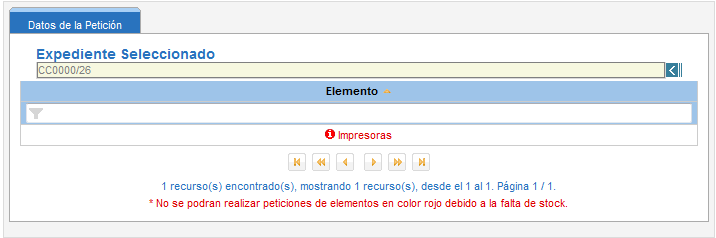 Datos de la Petición
Expediente Seleccionado
CC0000/26
Elemento
Impresoras
1 recurso(s) encontrado(s), mostrando 1 recurso(s), desde el 1 al 1. Página 1 / 1.
* No se podran realizar peticiones de elementos en color rojo debido a la falta de stock.